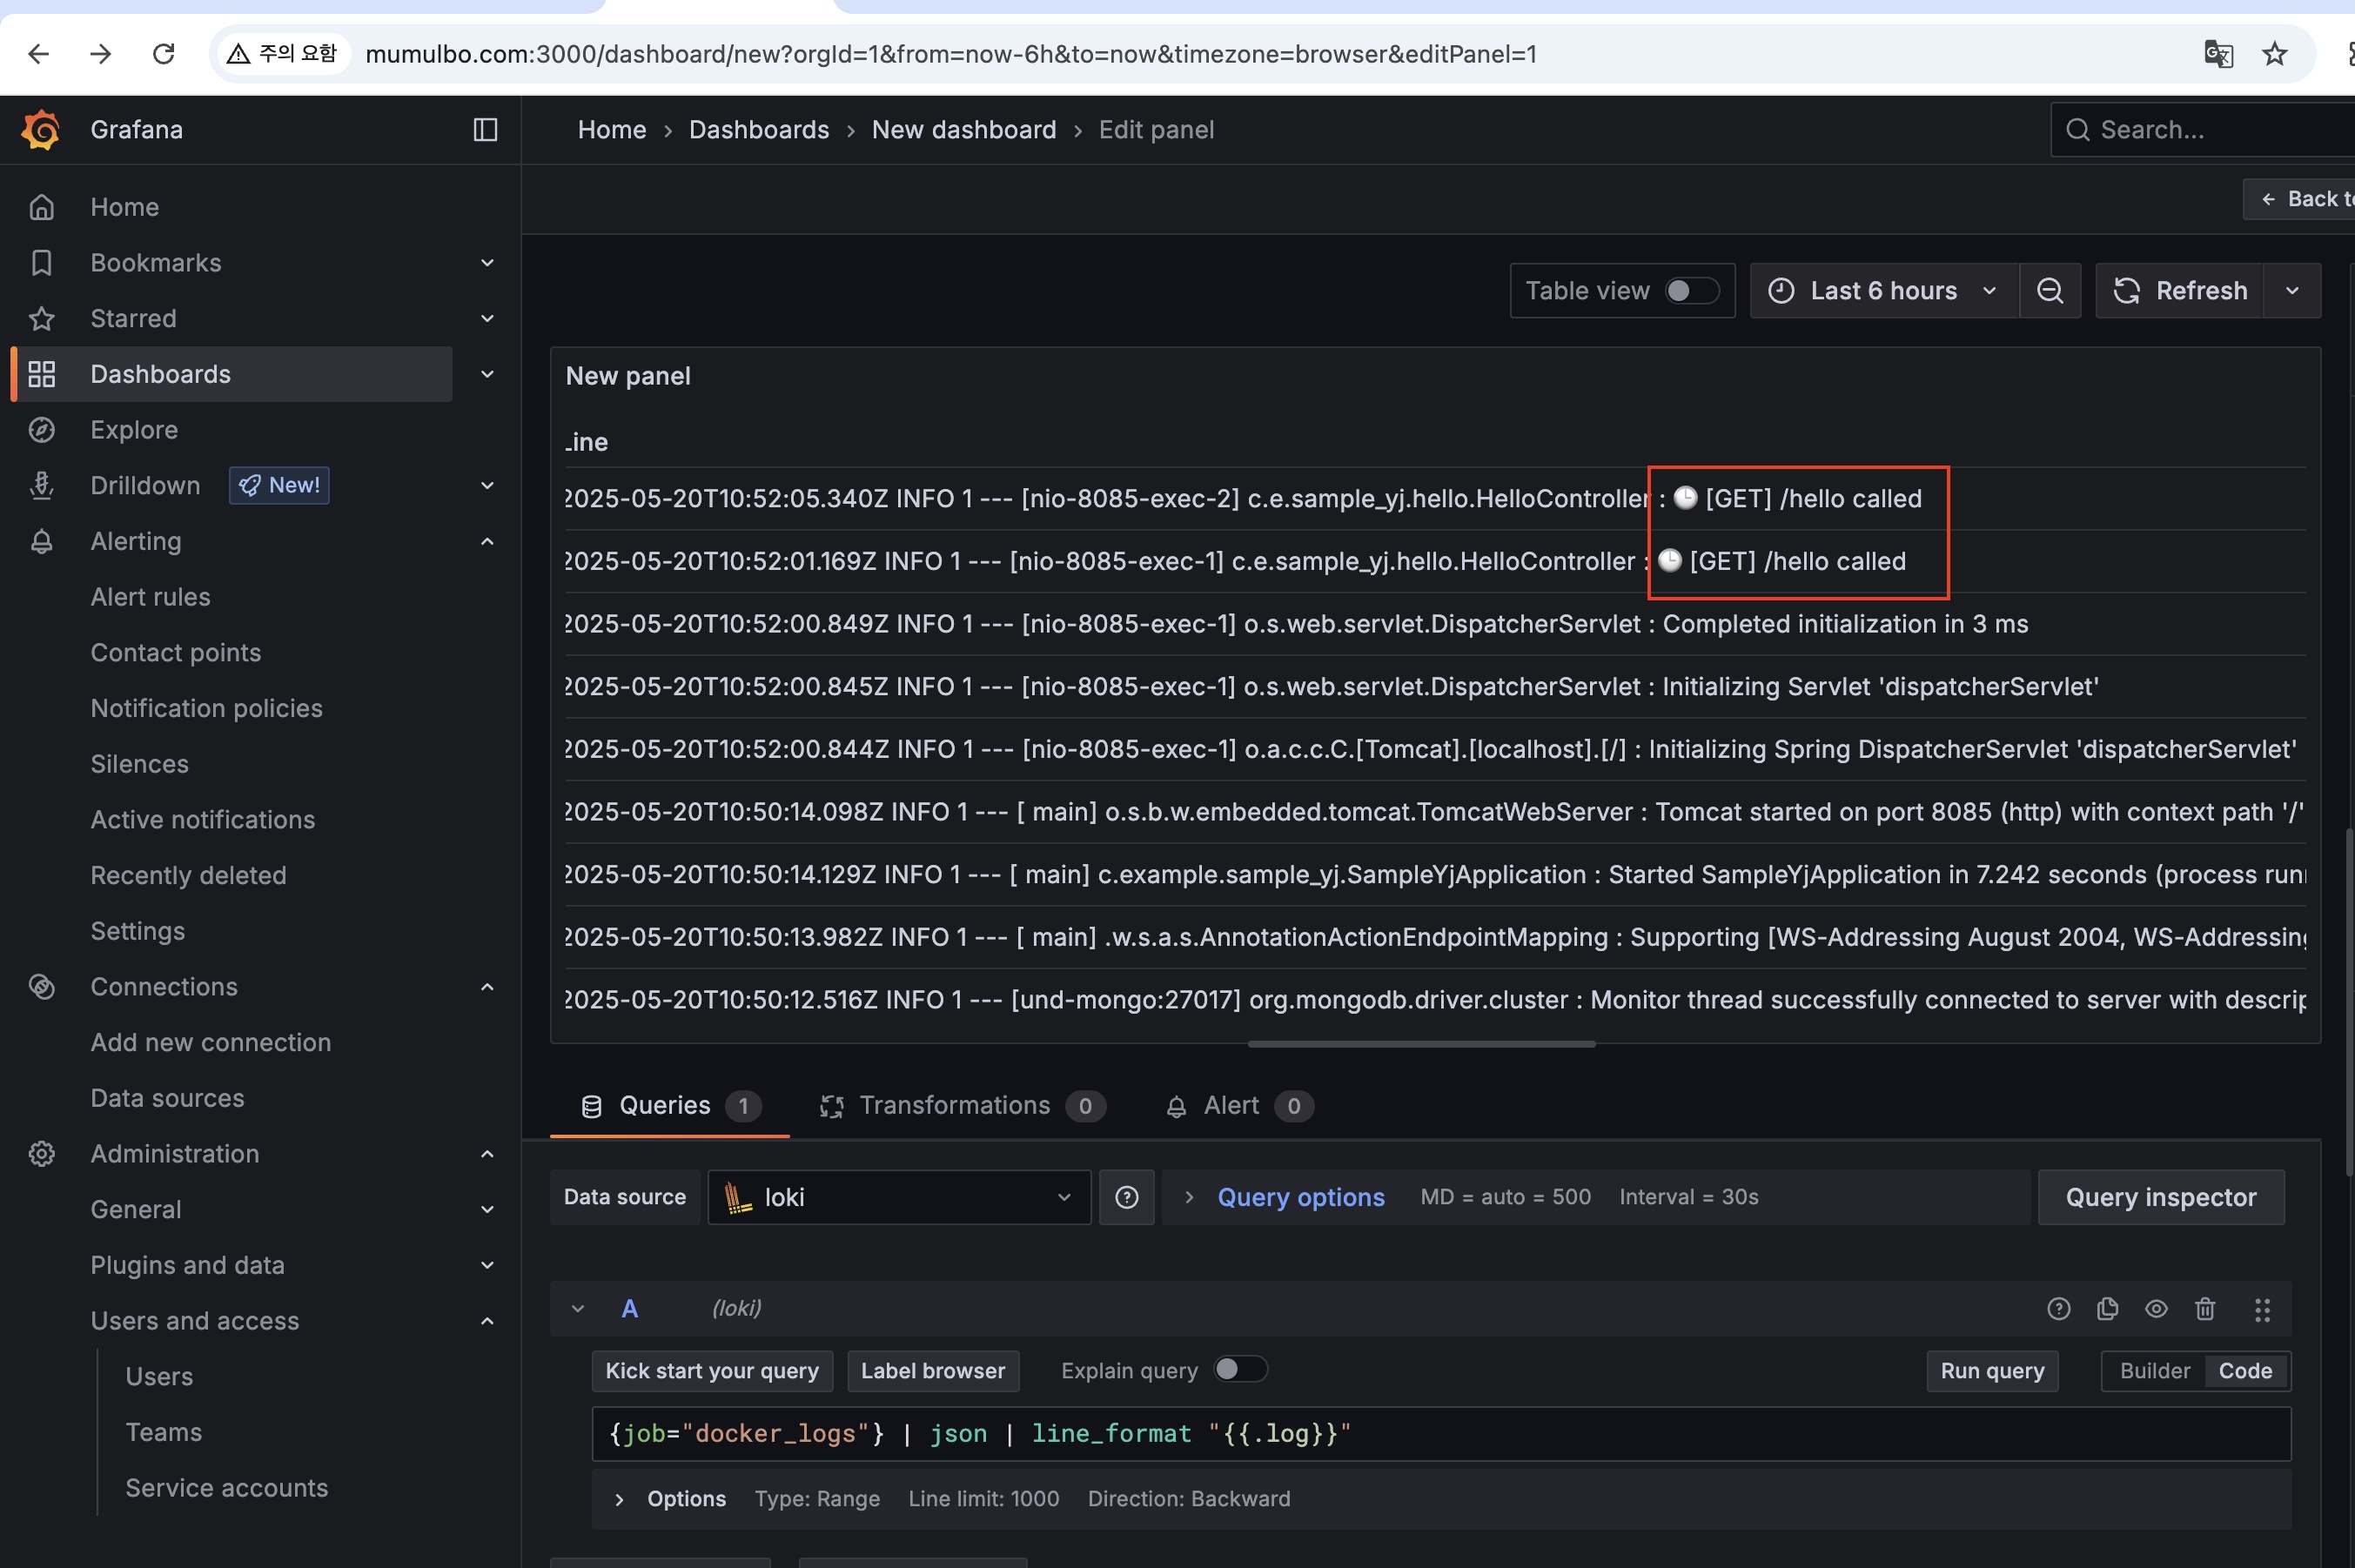 주의 요함
mumulbo.com:3000/dashboard/new?orgId=1&from=now-6h&to=now&timezone=browser&editPanel=1
Grafana
Home › Dashboards › New dashboard › Edit panel
Search...
Back
Home
Bookmarks
Starred
Dashboards
Explore
Drilldown New!
Alerting
Alert rules
Contact points
Notification policies
Silences
Active notifications
Recently deleted
Settings
Connections
Add new connection
Data sources
Administration
General
Plugins and data
Users and access
Users
Teams
Service accounts
Table view
Last 6 hours
Refresh
New panel
Line
2025-05-20T10:52:05.340Z INFO 1 --- [nio-8085-exec-2] c.e.sample_yj.hello.HelloController : 🕒 [GET] /hello called
2025-05-20T10:52:01.169Z INFO 1 --- [nio-8085-exec-1] c.e.sample_yj.hello.HelloController : 🕒 [GET] /hello called
2025-05-20T10:52:00.849Z INFO 1 --- [nio-8085-exec-1] o.s.web.servlet.DispatcherServlet : Completed initialization in 3 ms
2025-05-20T10:52:00.845Z INFO 1 --- [nio-8085-exec-1] o.s.web.servlet.DispatcherServlet : Initializing Servlet 'dispatcherServlet'
2025-05-20T10:52:00.844Z INFO 1 --- [nio-8085-exec-1] o.a.c.c.C.[Tomcat].[localhost].[/] : Initializing Spring DispatcherServlet 'dispatcherServlet'
2025-05-20T10:50:14.098Z INFO 1 --- [ main] o.s.b.w.embedded.tomcat.TomcatWebServer : Tomcat started on port 8085 (http) with context path '/'
2025-05-20T10:50:14.129Z INFO 1 --- [ main] c.example.sample_yj.SampleYjApplication : Started SampleYjApplication in 7.242 seconds (process
2025-05-20T10:50:13.982Z INFO 1 --- [ main] .w.s.a.s.AnnotationActionEndpointMapping : Supporting [WS-Addressing August 2004, WS-Addressing
2025-05-20T10:50:12.516Z INFO 1 --- [und-mongo:27017] org.mongodb.driver.cluster : Monitor thread successfully connected to server with
Queries 1
Transformations 0
Alert 0
Data source
loki
Query options
MD = auto = 500
Interval = 30s
Query inspector
A (loki)
Kick start your query
Label browser
Explain query
Run query
Builder
Code
{job="docker_logs"} | json | line_format "{{.log}}"
Options
Type: Range
Line limit: 1000
Direction: Backward